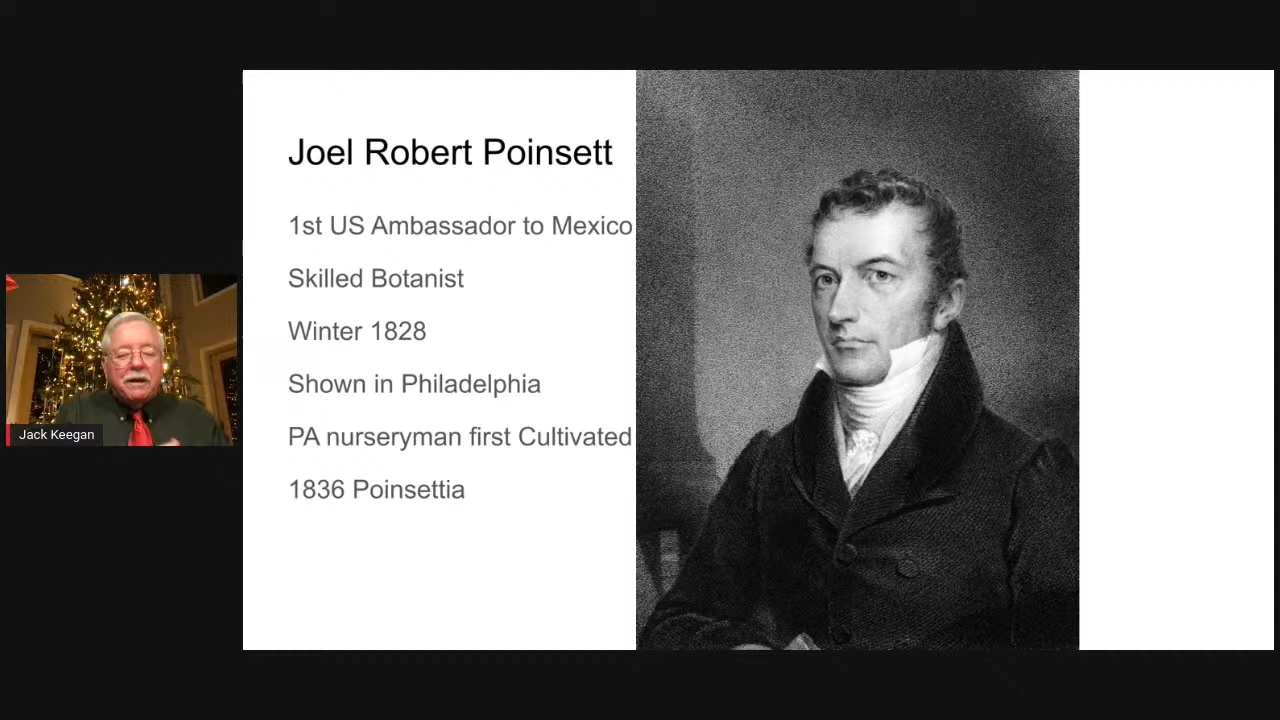 Joel Robert Poinsett
1st US Ambassador to Mexico
Skilled Botanist
Winter 1828
Shown in Philadelphia
PA nurseryman first Cultivated
1836 Poinsettia
Jack Keegan